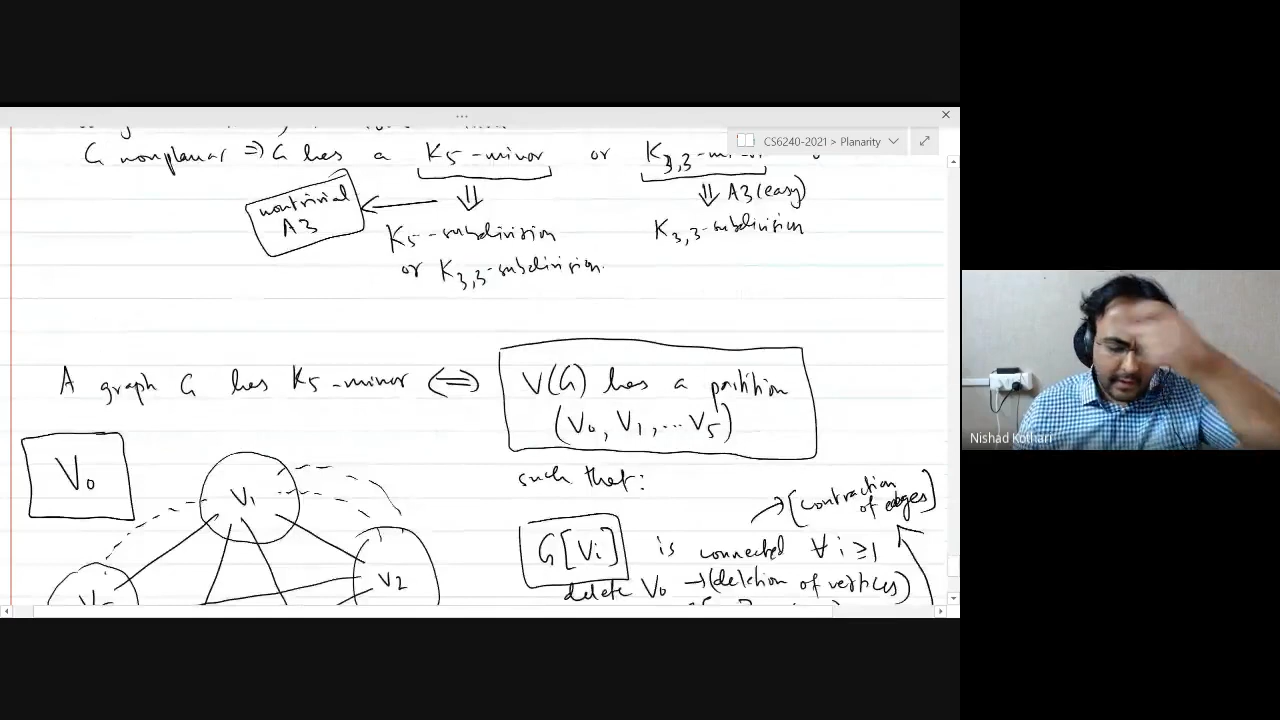 CS6240-2021 > Planarity
G nonplanar ⇒ G has a K5-minor or K3,3-minor
nontrivial
A3
⇓
⇓ A3 (easy)
K5-subdivision
or K3,3-subdivision.
K3,3-subdivision
A graph G has K5-minor ⇔ V(G) has a partition
(V0, V1, ... V5)
such that:
V0
V1
V2
→ (contraction
of edges)
G[Vi] is connected ∀ i ≥ 1
delete V0 → (deletion of vertices)
Nishad Kothari